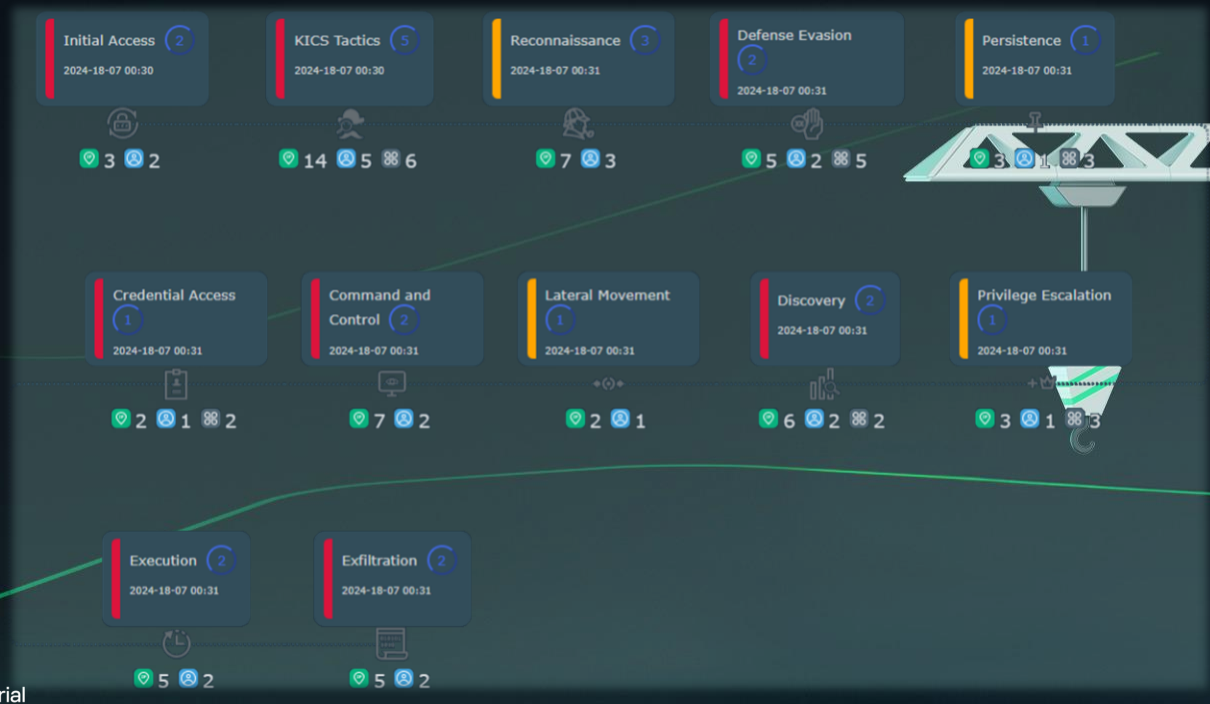 Initial Access 2
2024-18-07 00:30
KICS Tactics 5
2024-18-07 00:30
Reconnaissance 3
2024-18-07 00:31
Defense Evasion
2
2024-18-07 00:31
Persistence 1
2024-18-07 00:31
3 2
14 5 6
7 3
5 2 5
3 1 3
Credential Access
1
2024-18-07 00:31
Command and
Control 2
2024-18-07 00:31
Lateral Movement
1
2024-18-07 00:31
Discovery 2
2024-18-07 00:31
Privilege Escalation
1
2024-18-07 00:31
2 1 2
7 2
2 1
6 2 2
3 1 3
Execution 2
2024-18-07 00:31
Exfiltration 2
2024-18-07 00:31
5 2
5 2
rial